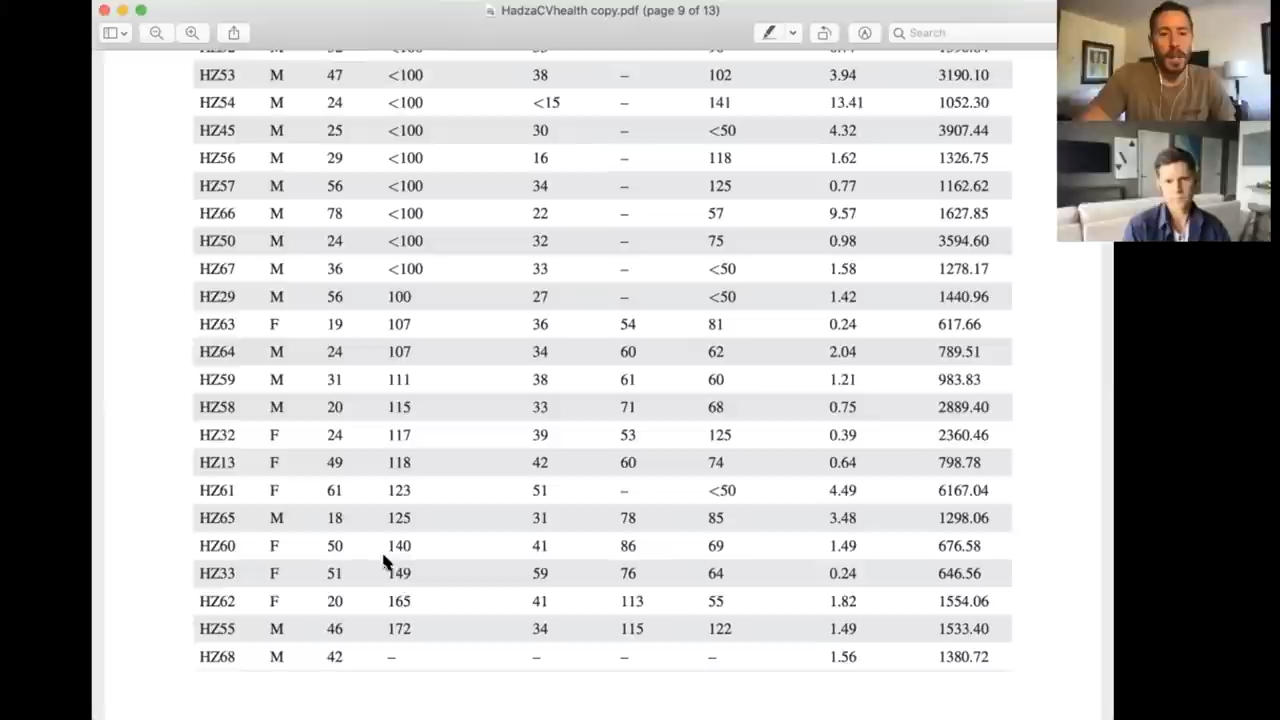 HadzaCVhealth copy.pdf (page 9 of 13)
Search
HZ53 M 47 <100 38 – 102 3.94 3190.10
HZ54 M 24 <100 <15 – 141 13.41 1052.30
HZ45 M 25 <100 30 – <50 4.32 3907.44
HZ56 M 29 <100 16 – 118 1.62 1326.75
HZ57 M 56 <100 34 – 125 0.77 1162.62
HZ66 M 78 <100 22 – 57 9.57 1627.85
HZ50 M 24 <100 32 – 75 0.98 3594.60
HZ67 M 36 <100 33 – <50 1.58 1278.17
HZ29 M 56 100 27 – <50 1.42 1440.96
HZ63 F 19 107 36 54 81 0.24 617.66
HZ64 M 24 107 34 60 62 2.04 789.51
HZ59 M 31 111 38 61 60 1.21 983.83
HZ58 M 20 115 33 71 68 0.75 2889.40
HZ32 F 24 117 39 53 125 0.39 2360.46
HZ13 F 49 118 42 60 74 0.64 798.78
HZ61 F 61 123 51 – <50 4.49 6167.04
HZ65 M 18 125 31 78 85 3.48 1298.06
HZ60 F 50 140 41 86 69 1.49 676.58
HZ33 F 51 149 59 76 64 0.24 646.56
HZ62 F 20 165 41 113 55 1.82 1554.06
HZ55 M 46 172 34 115 122 1.49 1533.40
HZ68 M 42 – – – – 1.56 1380.72